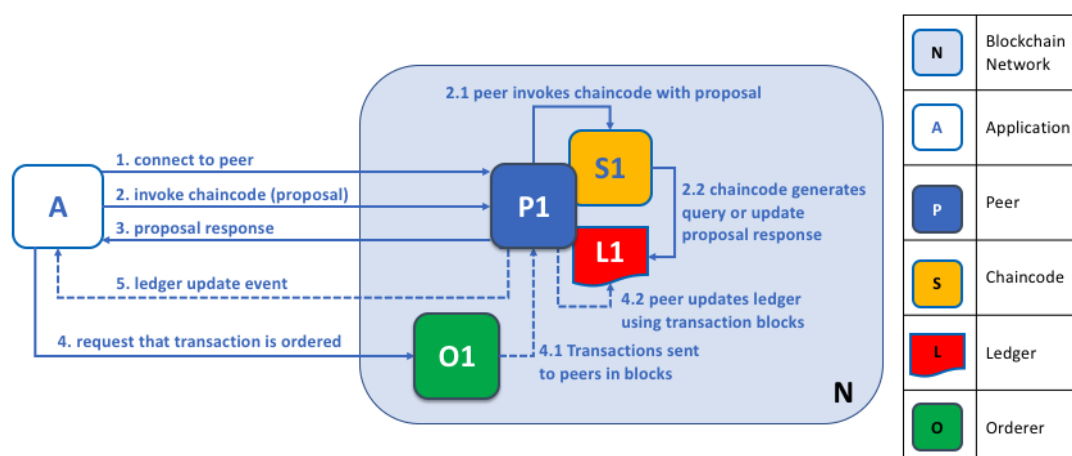 2.1 peer invokes chaincode with proposal
1. connect to peer
A
2. invoke chaincode (proposal)
3. proposal response
P1
S1
2.2 chaincode generates
query or update
proposal response
L1
5. ledger update event
4.2 peer updates ledger
using transaction blocks
4. request that transaction is ordered
O1
4.1 Transactions sent
to peers in blocks
N
N
Blockchain
Network
A
Application
P
Peer
S
Chaincode
L
Ledger
O
Orderer